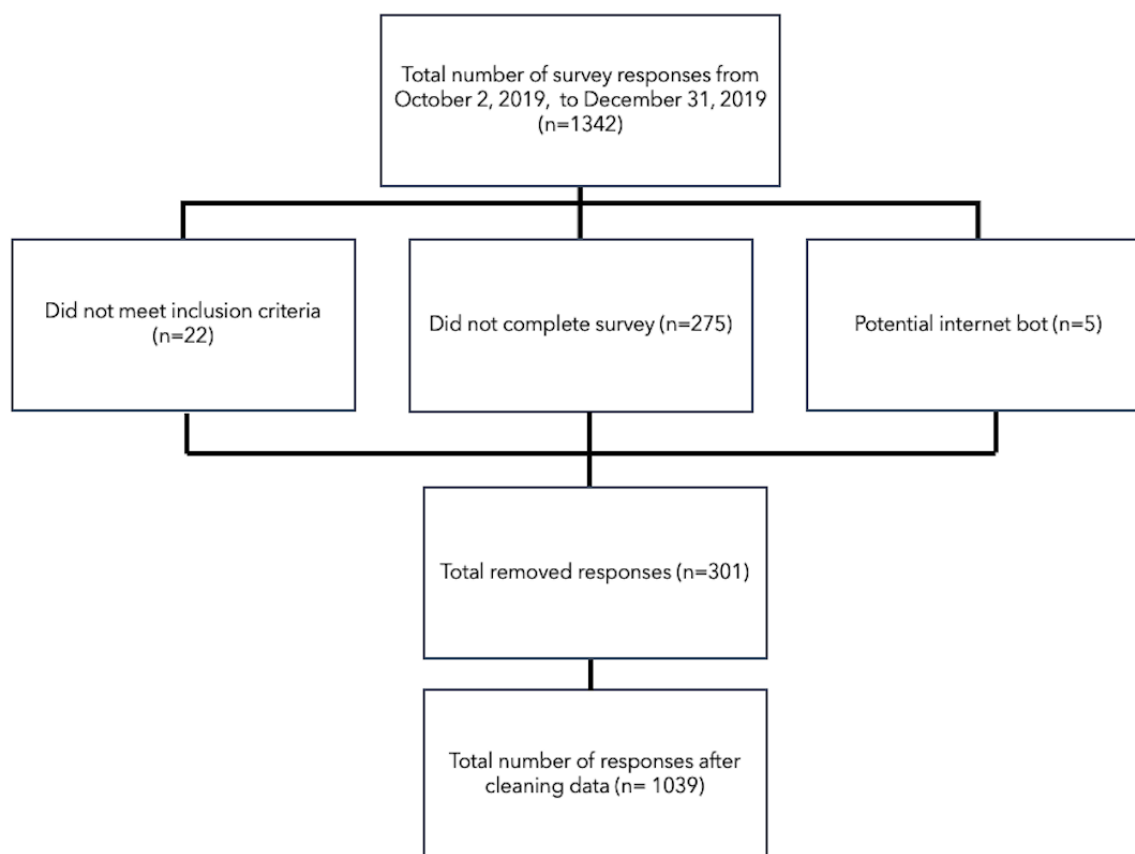 Total number of survey responses from
October 2, 2019, to December 31, 2019
(n=1342)
Did not meet inclusion criteria
(n=22)
Did not complete survey (n=275)
Potential internet bot (n=5)
Total removed responses (n=301)
Total number of responses after
cleaning data (n= 1039)